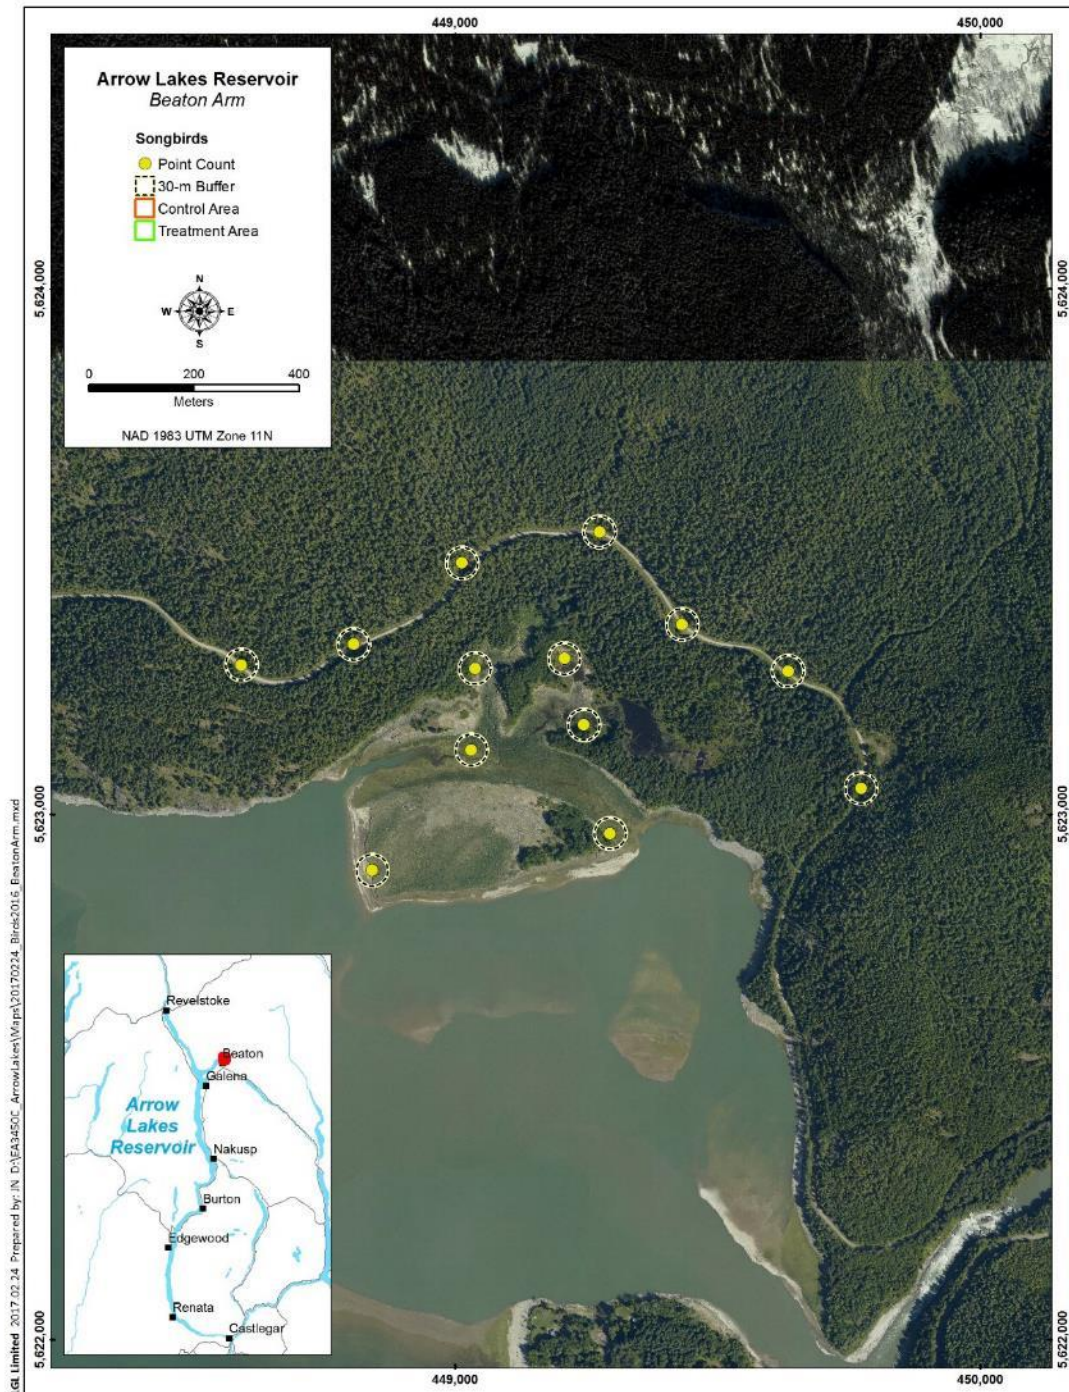 449,000
450,000
Arrow Lakes Reservoir
Beaton Arm
Songbirds
Point Count
30-m Buffer
Control Area
Treatment Area
N
W
E
S
0
200
400
Meters
NAD 1983 UTM Zone 11N
5,624,000
5,624,000
5,623,000
5,623,000
Revelstoke
Beaton
Galena
Arrow
Lakes
Reservoir
Nakusp
Burton
Edgewood
Renata
Castlegar
5,622,000
5,622,000
449,000
450,000
Limited 2017.02.24 Prepared by: JN D:\EA3450C_ArrowLakes\Maps\20170224_Birds2016_BeatonArm.mxd